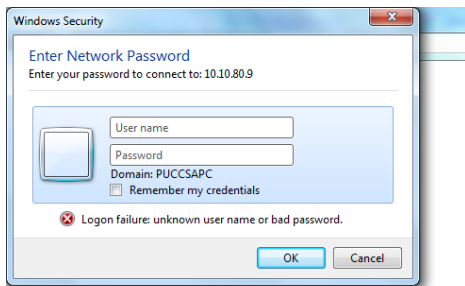 Windows Security
Enter Network Password
Enter your password to connect to: 10.10.80.9
User name
Password
Domain: PUCCSAPC
Remember my credentials
Logon failure: unknown user name or bad password.
OK
Cancel